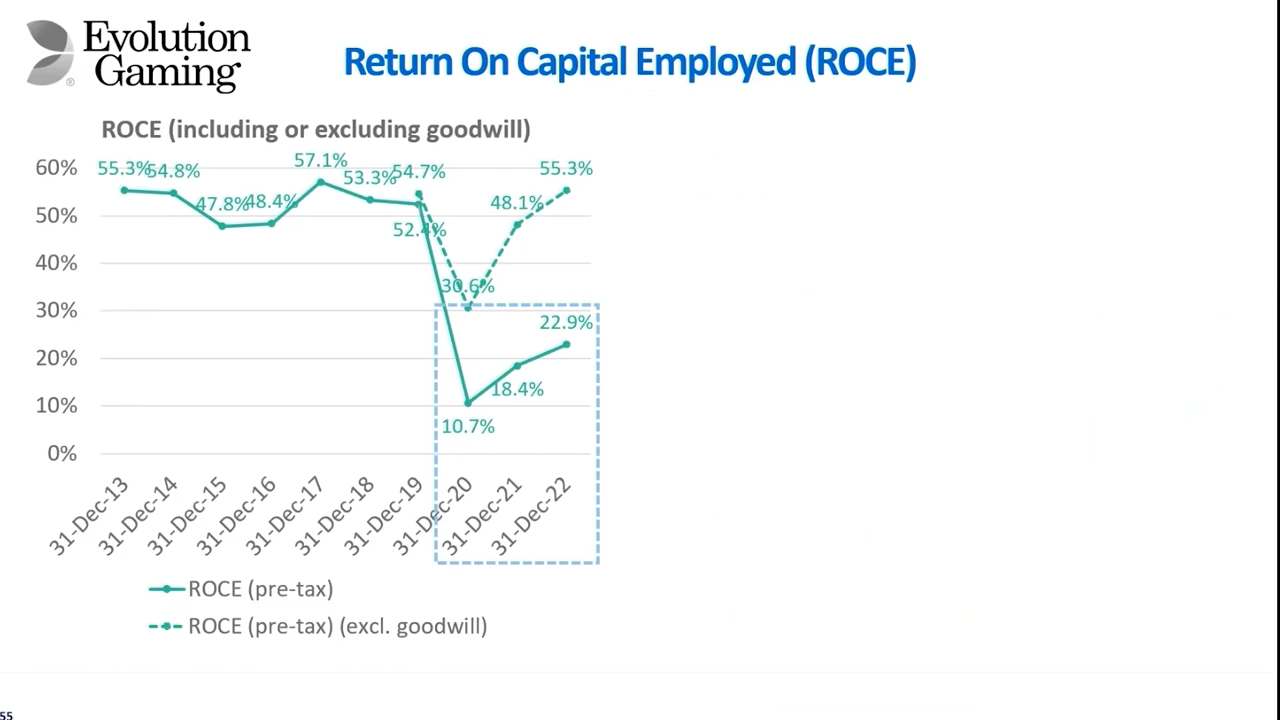 Evolution
Gaming
®
Return On Capital Employed (ROCE)
ROCE (including or excluding goodwill)
60%
50%
40%
30%
20%
10%
0%
55.3%
54.8%
47.8%
48.4%
57.1%
53.3%
54.7%
52.4%
30.6%
48.1%
55.3%
10.7%
18.4%
22.9%
31-Dec-13
31-Dec-14
31-Dec-15
31-Dec-16
31-Dec-17
31-Dec-18
31-Dec-19
31-Dec-20
31-Dec-21
31-Dec-22
ROCE (pre-tax)
ROCE (pre-tax) (excl. goodwill)
55